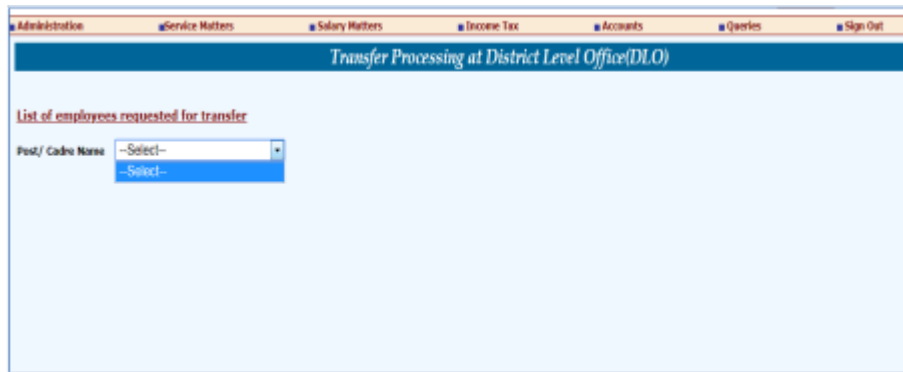 Administration Service Matters Salary Matters Income Tax Accounts Queries Sign Out
Transfer Processing at District Level Office(DLO)
List of employees requested for transfer
Post/ Cadre Name --Select--
--Select--